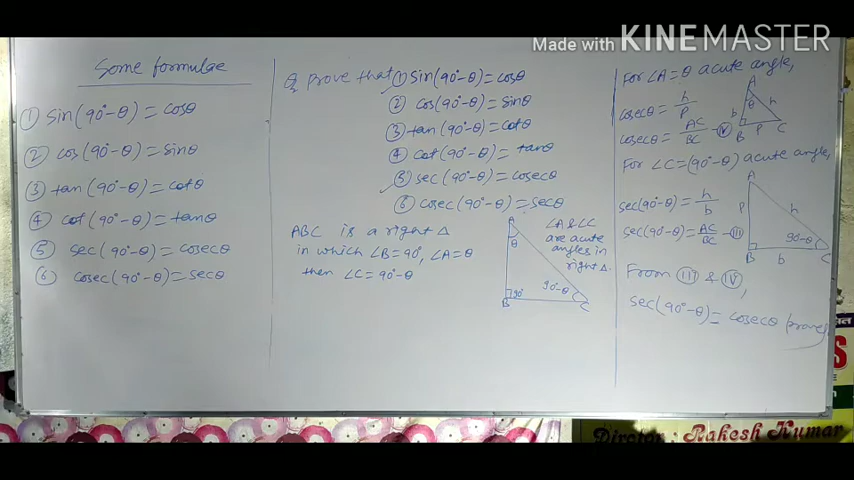 Made with KINEMASTER
Some formulae
① sin(90°-θ)=cosθ
② cos(90°-θ)=sinθ
③ tan(90°-θ)=cotθ
④ cot(90°-θ)=tanθ
⑤ sec(90°-θ)=cosecθ
⑥ cosec(90°-θ)=secθ
Q. Prove that ① sin(90°-θ)=cosθ
② cos(90°-θ)=sinθ
③ tan(90°-θ)=cotθ
④ cot(90°-θ)=tanθ
⑤ sec(90°-θ)=cosecθ
⑥ cosec(90°-θ)=secθ
ABC is a right Δ
in which ∠B=90°, ∠A=θ
then ∠C=90°-θ
A
θ
90°
90°-θ
B
C
∠A & ∠C
are acute
angles in
right Δ.
For ∠A=θ acute angle,
cosecθ = h/p
cosecθ = AC/BC - Ⅳ
A
θ
b
h
B
P
C
For ∠C=(90°-θ) acute angle,
sec(90°-θ)=h/b
sec(90°-θ)=AC/BC - Ⅲ
A
P
h
90°-θ
B
b
C
From Ⅲ & Ⅳ,
sec(90°-θ)=cosecθ proved
Director : Rakesh Kumar